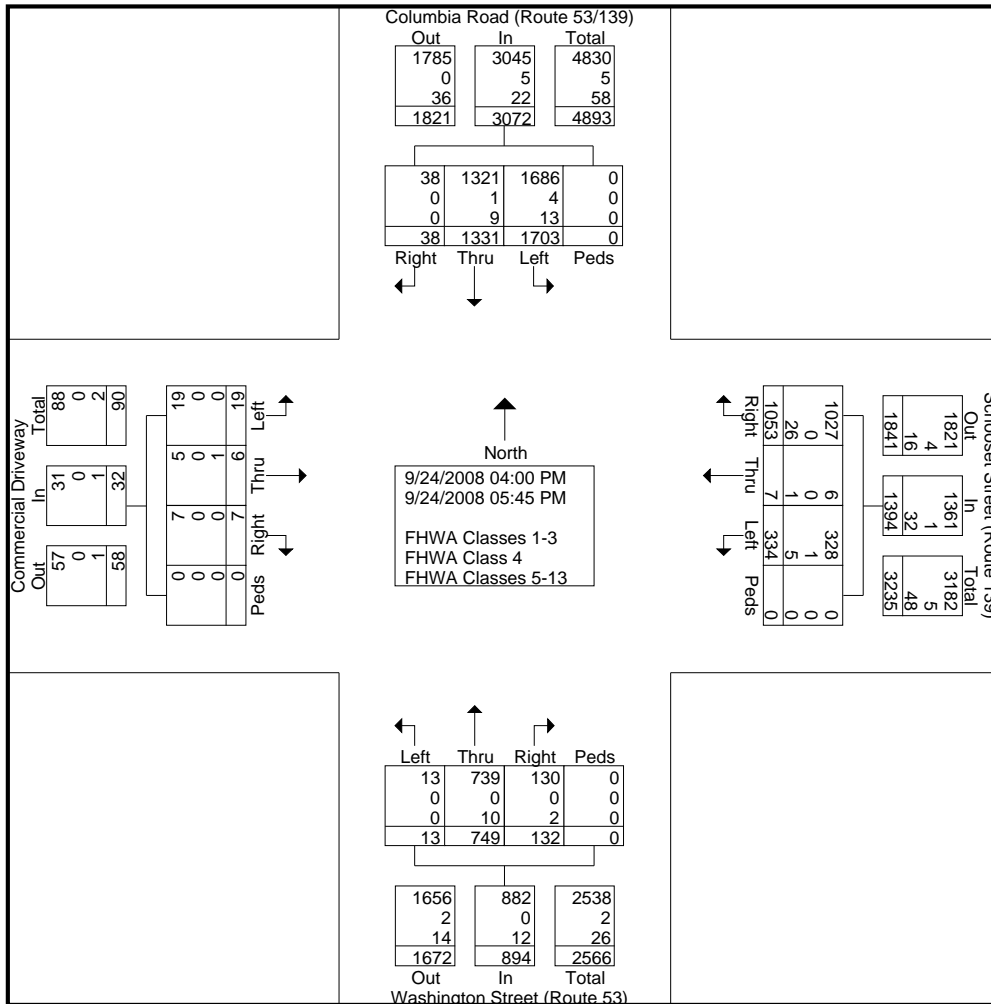 Columbia Road (Route 53/139)
Out In Total
1785 3045 4830
0 5 5
36 22 58
1821 3072 4893
38 1321 1686 0
0 1 4 0
0 9 13 0
38 1331 1703 0
Right Thru Left Peds
Commercial Driveway
Total In Out
88 31 57
0 0 0
2 1 1
90 32 58
19 5 7 0
0 0 0 0
0 1 0 0
19 6 7 0
Left Thru Right Peds
North
9/24/2008 04:00 PM
9/24/2008 05:45 PM
FHWA Classes 1-3
FHWA Class 4
FHWA Classes 5-13
Schooset Street (Route 139)
Out In Total
1821 1361 3182
4 1 5
16 32 48
1841 1394 3235
1027 6 328 0
0 0 1 0
26 1 5 0
1053 7 334 0
Right Thru Left Peds
Left Thru Right Peds
13 739 130 0
0 0 0 0
0 10 2 0
13 749 132 0
1656 882 2538
2 0 2
14 12 26
1672 894 2566
Out In Total
Washington Street (Route 53)